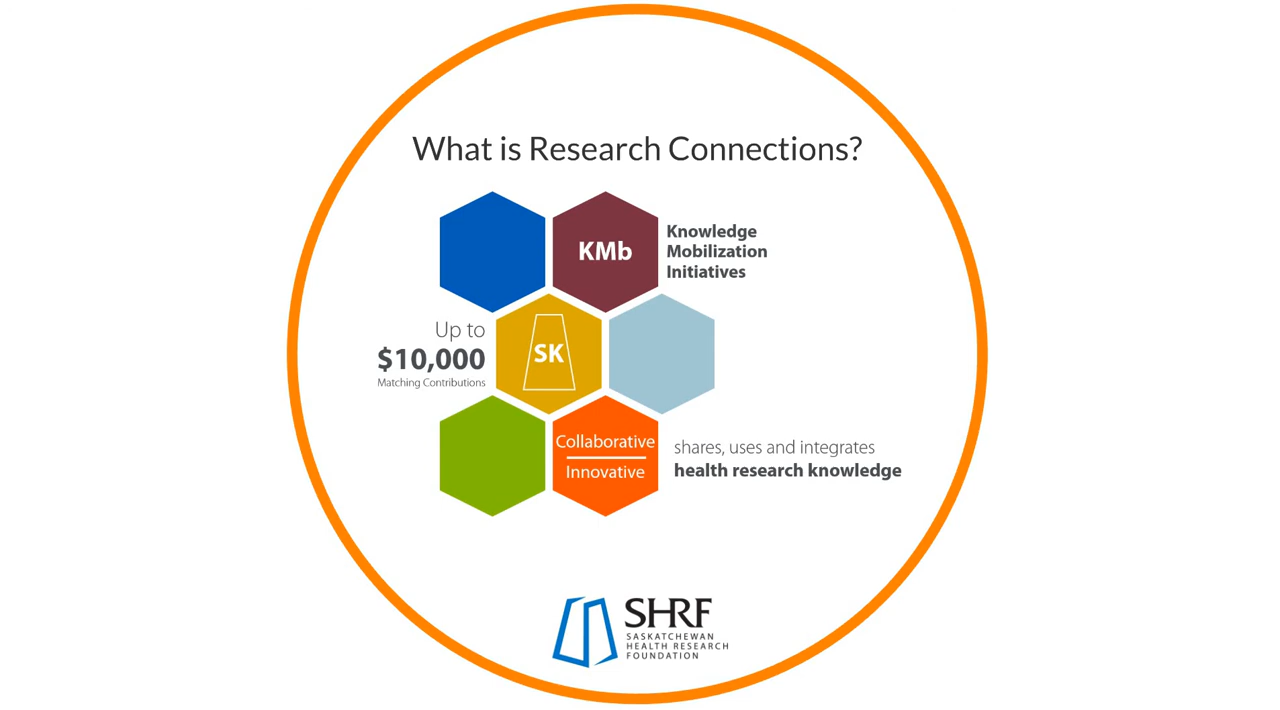 What is Research Connections?
KMb
Knowledge
Mobilization
Initiatives
Up to
$10,000
Matching Contributions
SK
Collaborative
Innovative
shares, uses and integrates
health research knowledge
SHRF
SASKATCHEWAN
HEALTH RESEARCH
FOUNDATION